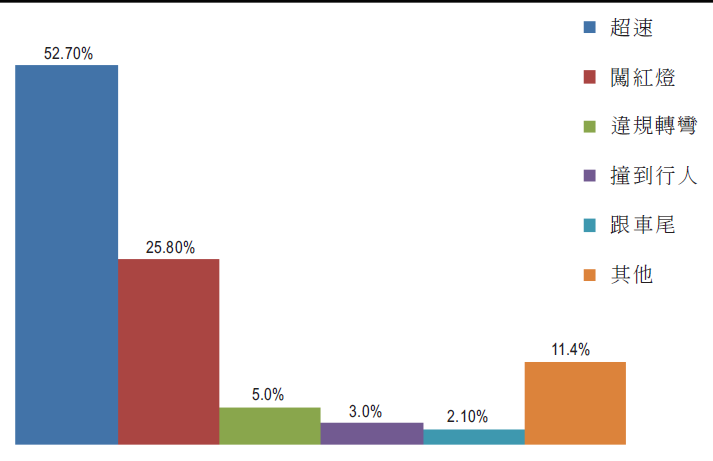 超速
52.70%
闖紅燈
違規轉彎
撞到行人
跟車尾
25.80%
其他
11.4%
5.0%
3.0%
2.10%